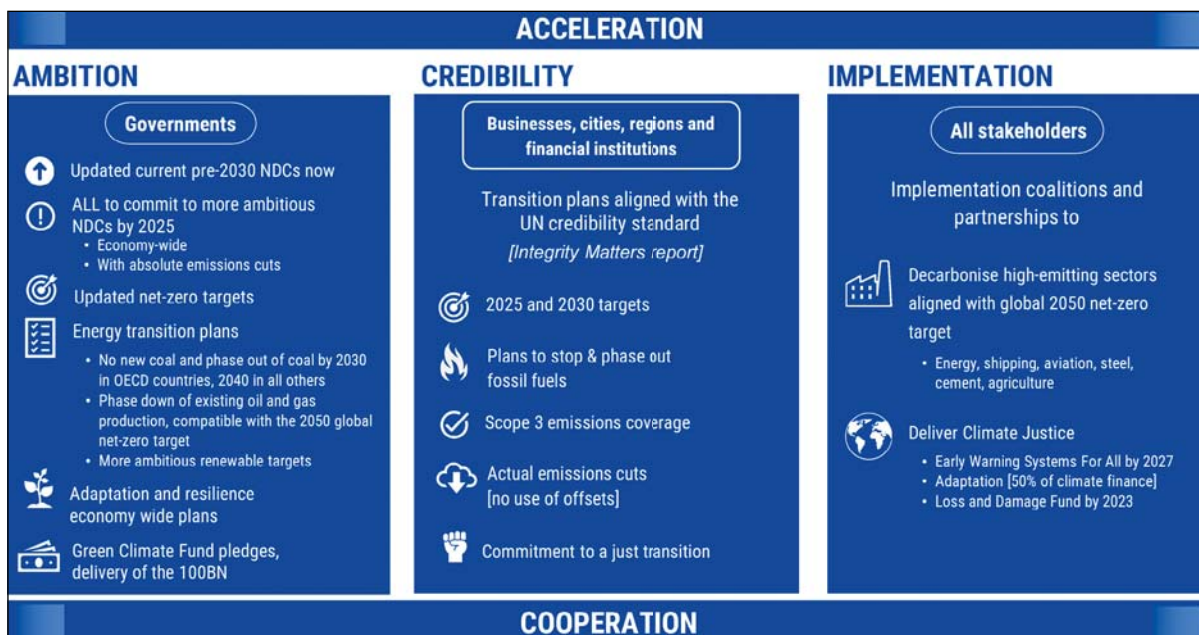 ACCELERATION
AMBITION
Governments
Updated current pre-2030 NDCs now
ALL to commit to more ambitious
NDCs by 2025
• Economy-wide
• With absolute emissions cuts
Updated net-zero targets
Energy transition plans
• No new coal and phase out of coal by 2030
in OECD countries, 2040 in all others
• Phase down of existing oil and gas
production, compatible with the 2050 global
net-zero target
• More ambitious renewable targets
Adaptation and resilience
economy wide plans
Green Climate Fund pledges,
delivery of the 100BN
CREDIBILITY
Businesses, cities, regions and
financial institutions
Transition plans aligned with the
UN credibility standard
[Integrity Matters report]
2025 and 2030 targets
Plans to stop & phase out
fossil fuels
Scope 3 emissions coverage
Actual emissions cuts
[no use of offsets]
Commitment to a just transition
IMPLEMENTATION
All stakeholders
Implementation coalitions and
partnerships to
Decarbonise high-emitting sectors
aligned with global 2050 net-zero
target
• Energy, shipping, aviation, steel,
cement, agriculture
Deliver Climate Justice
• Early Warning Systems For All by 2027
• Adaptation [50% of climate finance]
• Loss and Damage Fund by 2023
COOPERATION